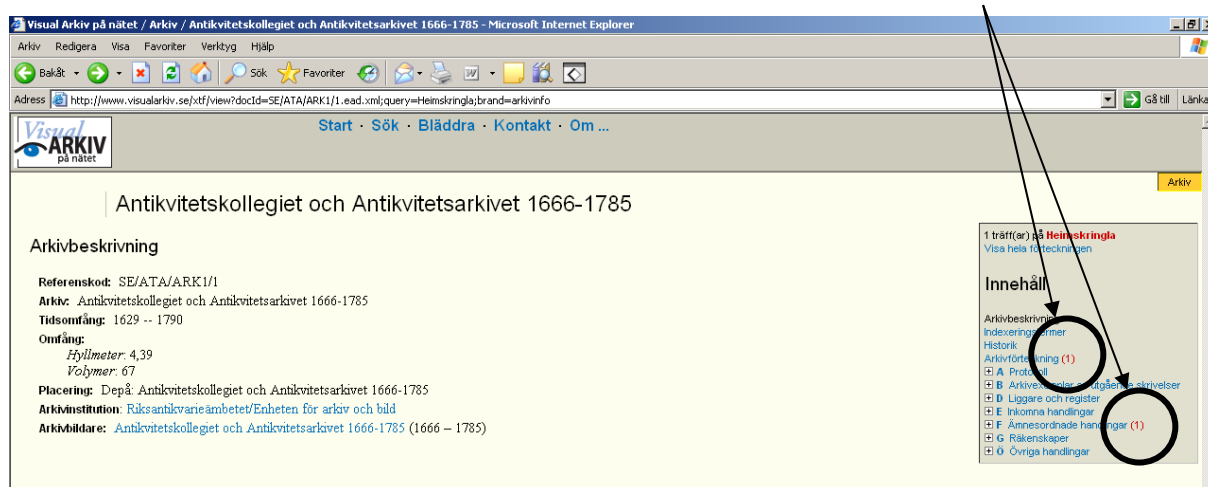 Visual Arkiv på nätet / Arkiv / Antikvitetskollegiet och Antikvitetsarkivet 1666-1785 - Microsoft Internet Explorer
Arkiv Redigera Visa Favoriter Verktyg Hjälp
Bakåt Sök Favoriter
Adress http://www.visualarkiv.se/xtf/view?docId=SE/ATA/ARK1/1.ead.xml;query=Heimskringla;brand=arkivinfo Gå till Länka
Visual
ARKIV
på nätet
Start · Sök · Bläddra · Kontakt · Om ...
Arkiv
Antikvitetskollegiet och Antikvitetsarkivet 1666-1785
Arkivbeskrivning
Referenskod: SE/ATA/ARK1/1
Arkiv: Antikvitetskollegiet och Antikvitetsarkivet 1666-1785
Tidsomfång: 1629 -- 1790
Omfång:
Hyllmeter: 4,39
Volymer: 67
Placering: Depå: Antikvitetskollegiet och Antikvitetsarkivet 1666-1785
Arkivinstitution: Riksantikvarieämbetet/Enheten för arkiv och bild
Arkivbildare: Antikvitetskollegiet och Antikvitetsarkivet 1666-1785 (1666 – 1785)
1 träff(ar) på Heimskringla
Visa hela förteckningen
Innehåll
Arkivbeskrivning
Indexeringstermer
Historik
Arkivförteckning (1)
A Protokoll
B Arkivexemplar av utgående skrivelser
D Liggare och register
E Inkomna handlingar
F Ämnesordnade handlingar (1)
G Räkenskaper
Ö Övriga handlingar